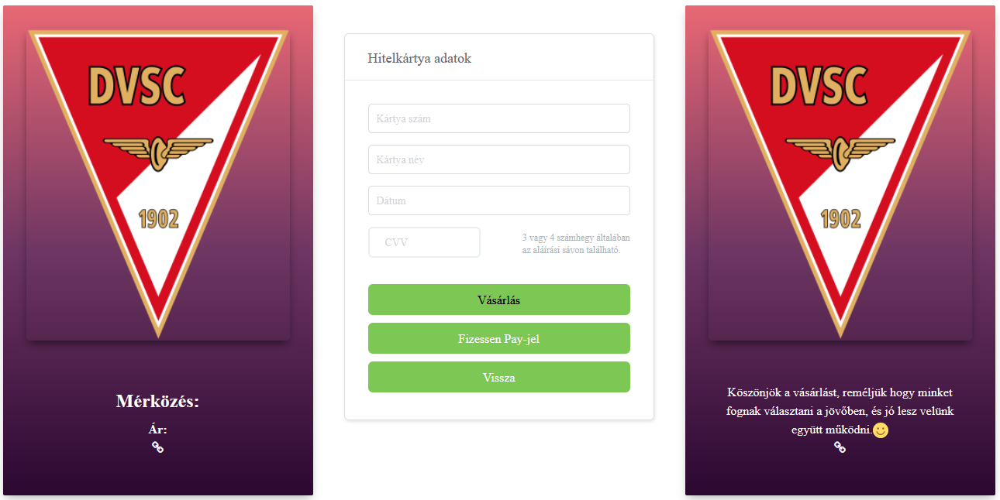 DVSC
1902
Mérkőzés:
Ár:
Hitelkártya adatok
Kártya szám
Kártya név
Dátum
CVV
3 vagy 4 számhegy általában
az aláírási sávon található.
Vásárlás
Fizessen Pay-jel
Vissza
DVSC
1902
Köszönjök a vásárlást, reméljük hogy minket
fognak választani a jövőben, és jó lesz velünk
együtt működni.